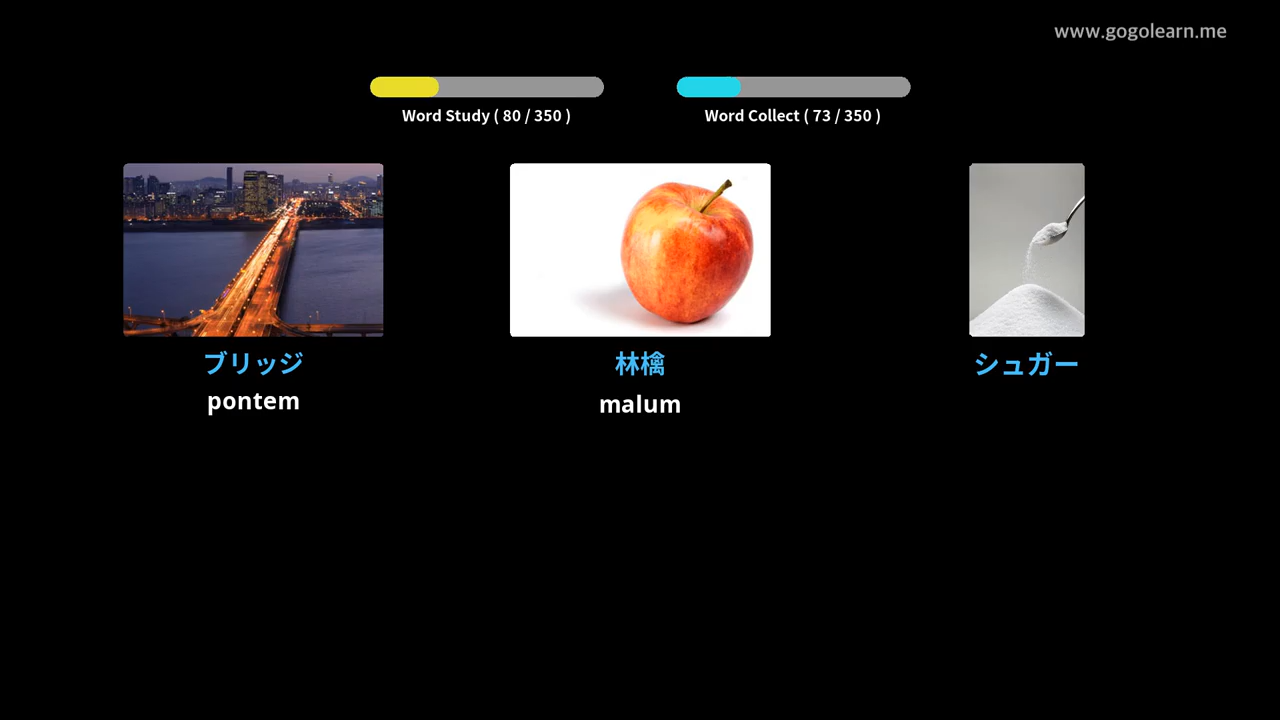 www.gogolearn.me
Word Study ( 80 / 350 )
Word Collect ( 73 / 350 )
ブリッジ
林檎
シュガー
pontem
malum